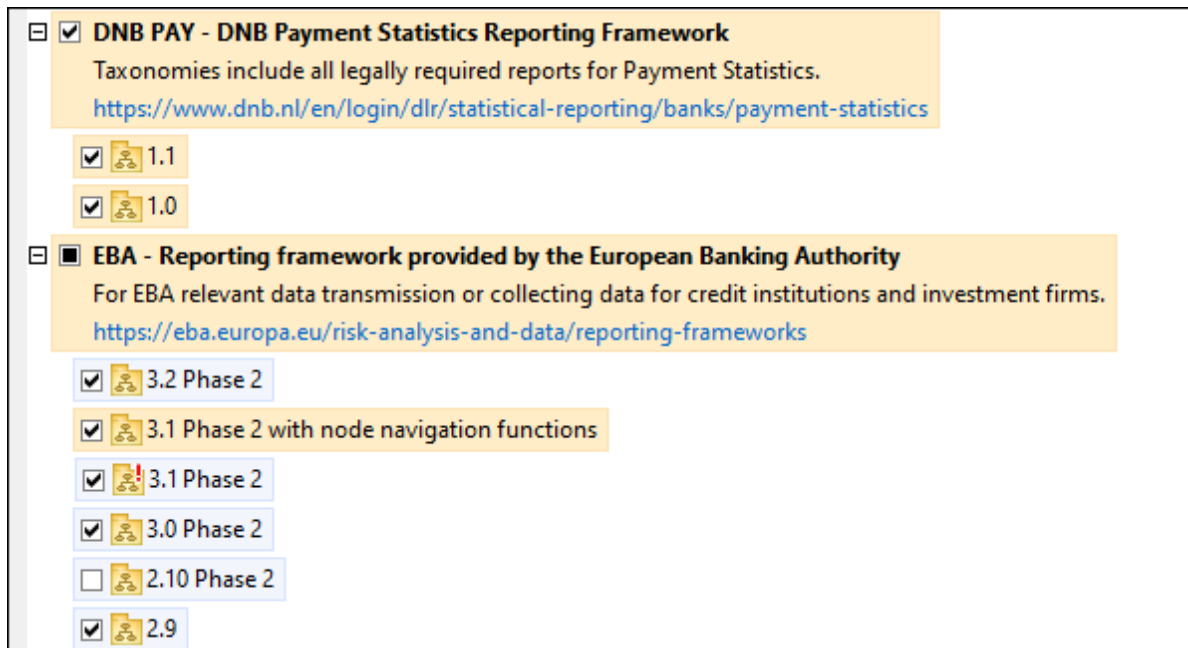 DNB PAY - DNB Payment Statistics Reporting Framework
Taxonomies include all legally required reports for Payment Statistics.
https://www.dnb.nl/en/login/dlr/statistical-reporting/banks/payment-statistics
1.1
1.0
EBA - Reporting framework provided by the European Banking Authority
For EBA relevant data transmission or collecting data for credit institutions and investment firms.
https://eba.europa.eu/risk-analysis-and-data/reporting-frameworks
3.2 Phase 2
3.1 Phase 2 with node navigation functions
3.1 Phase 2
3.0 Phase 2
2.10 Phase 2
2.9